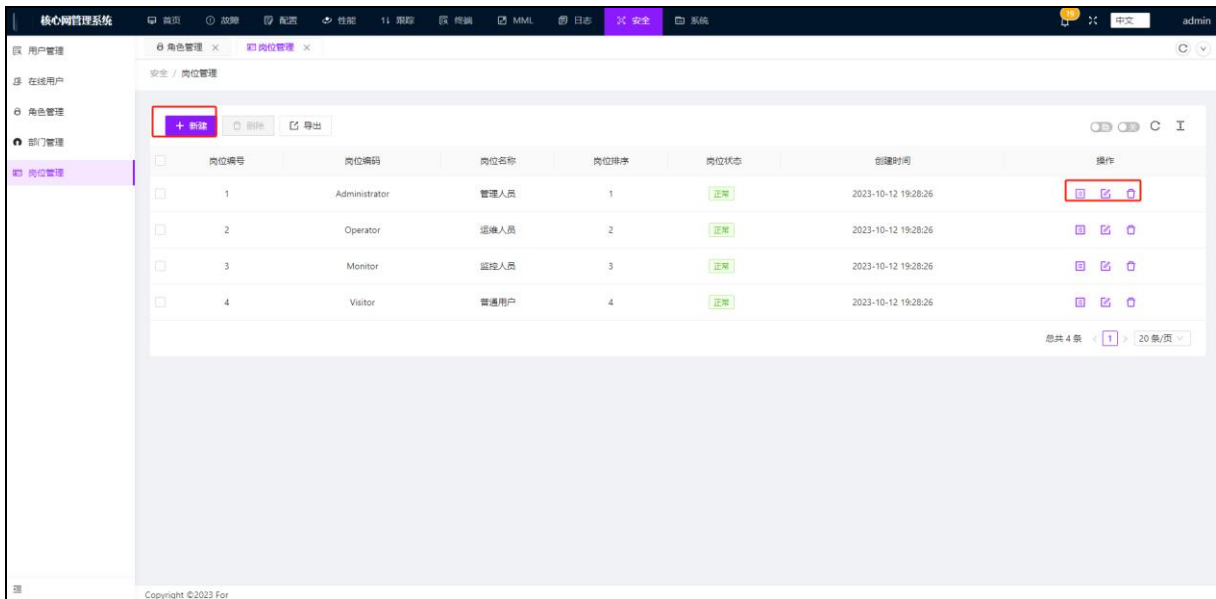 核心网管理系统 首页 故障 配置 性能 跟踪 终端 MML 日志 安全 系统 19 中文 admin
用户管理
在线用户
角色管理
部门管理
岗位管理
角色管理 岗位管理
安全 / 岗位管理
+ 新建 删除 导出
岗位编号 岗位编码 岗位名称 岗位排序 岗位状态 创建时间 操作
1 Administrator 管理人员 1 正常 2023-10-12 19:28:26
2 Operator 运维人员 2 正常 2023-10-12 19:28:26
3 Monitor 监控人员 3 正常 2023-10-12 19:28:26
4 Visitor 普通用户 4 正常 2023-10-12 19:28:26
总共 4 条 < 1 > 20 条/页
Copyright ©2023 For